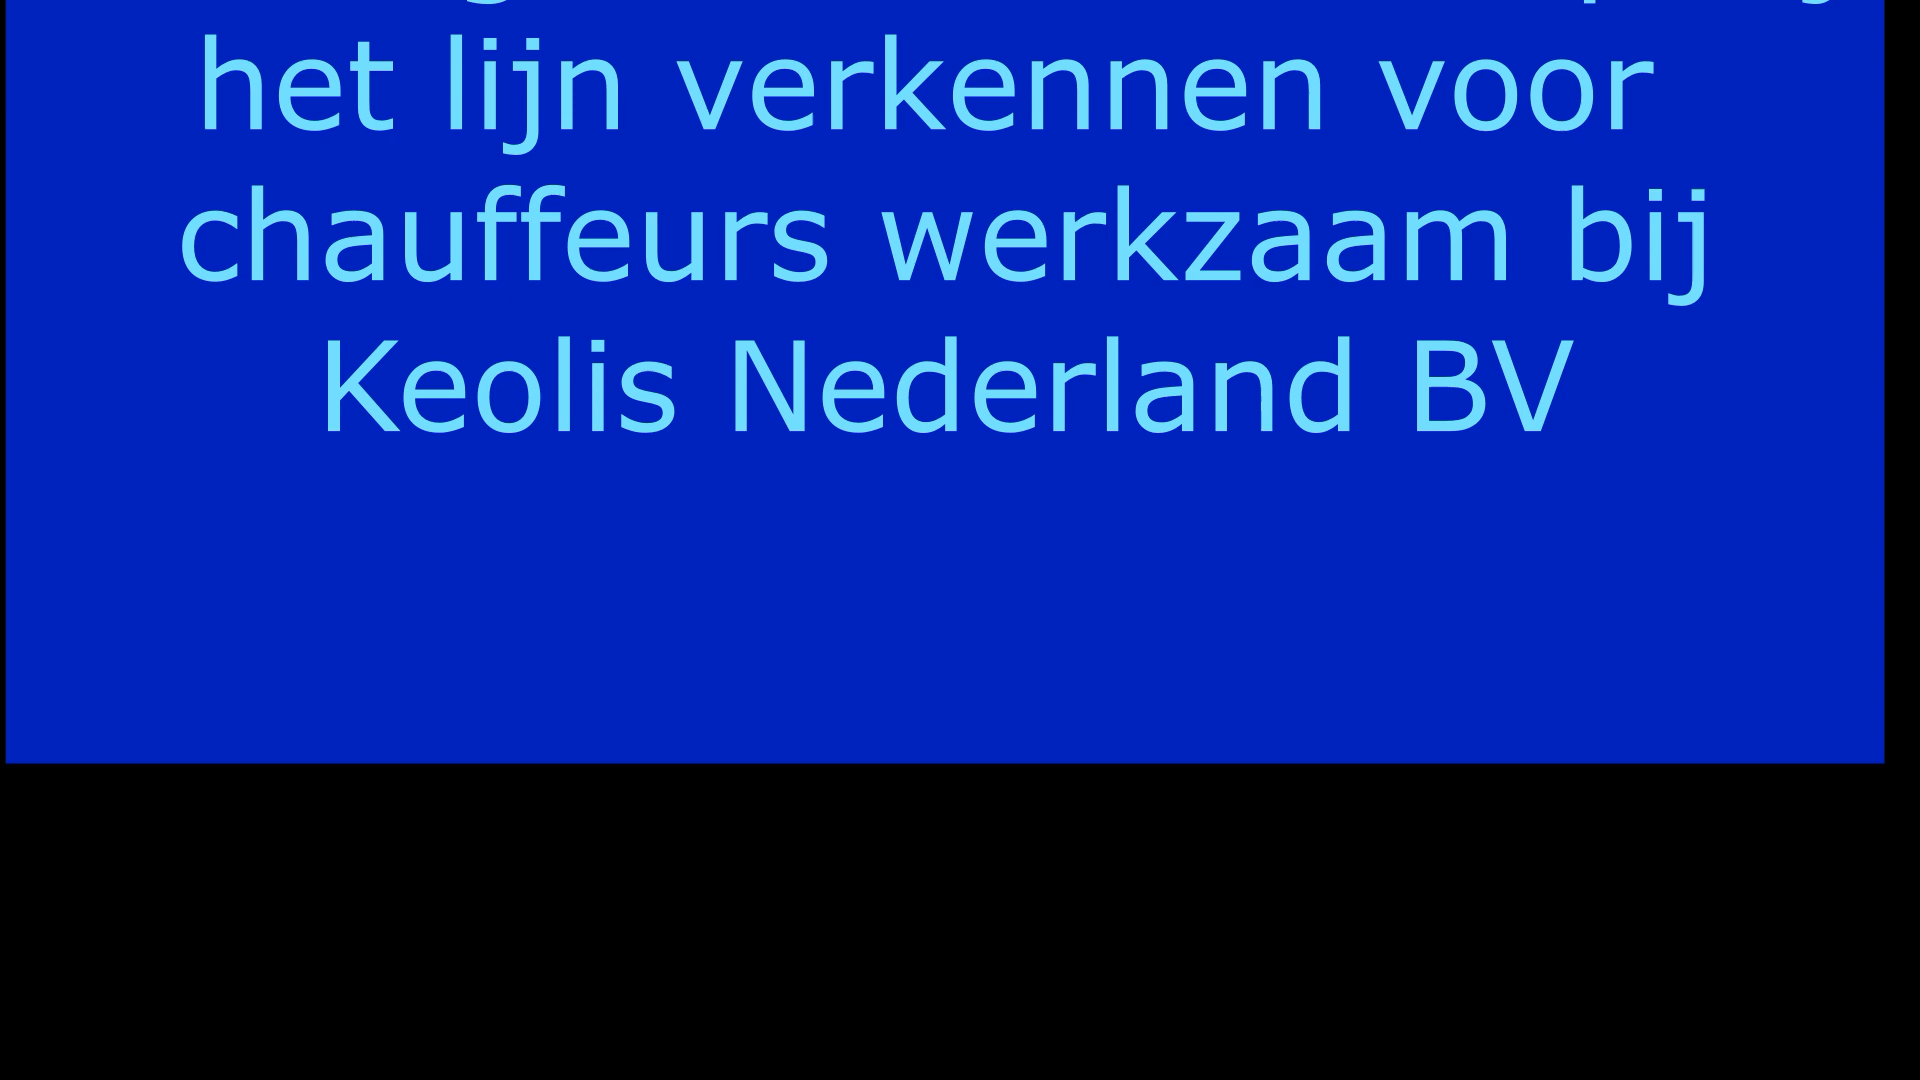 het lijn verkennen voor
chauffeurs werkzaam bij
Keolis Nederland BV